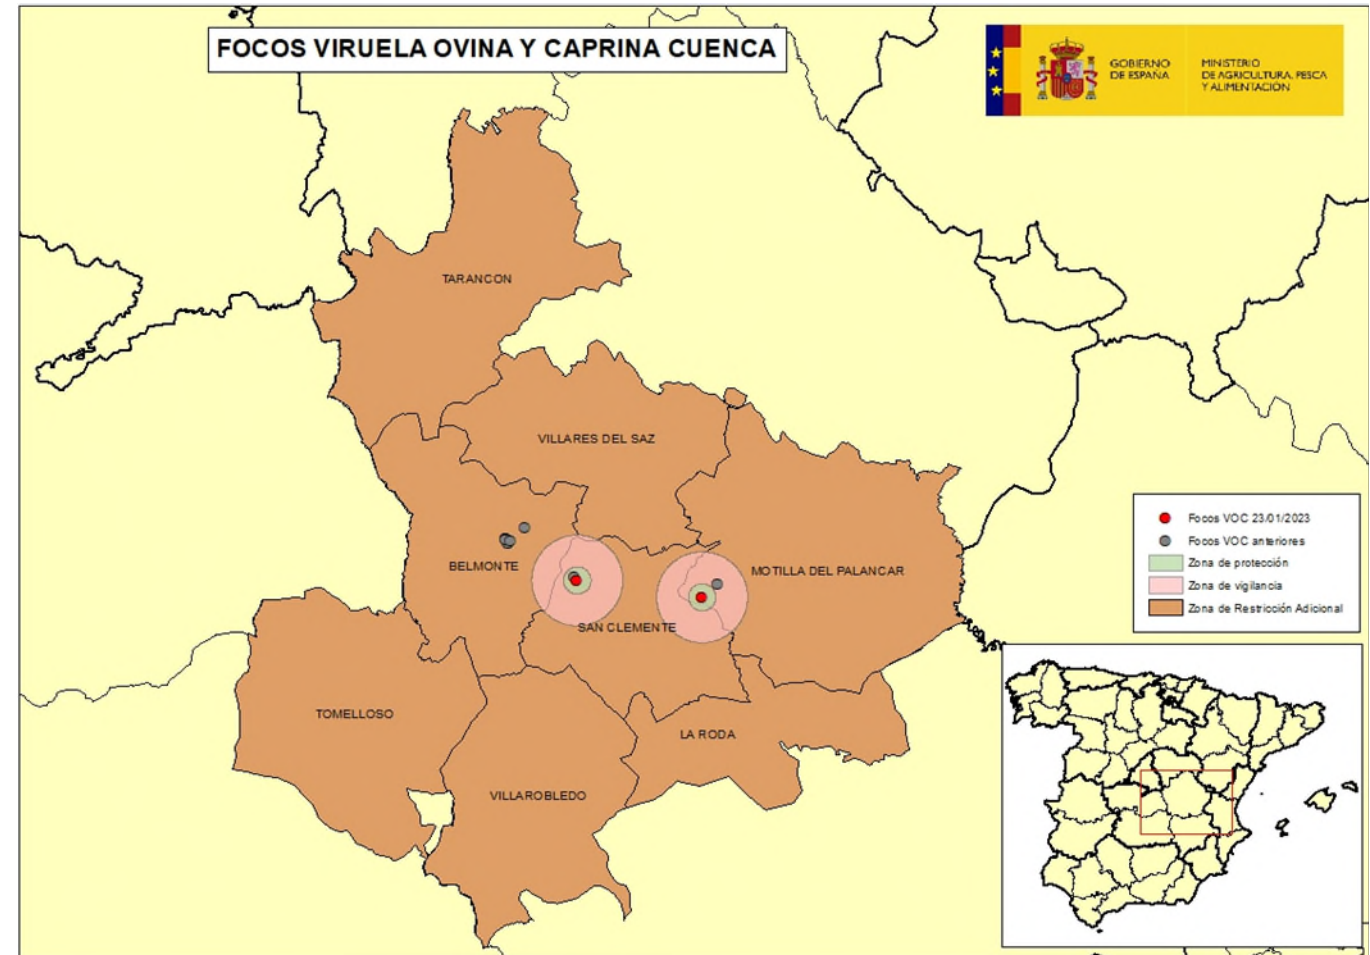 FOCOS VIRUELA OVINA Y CAPRINA CUENCA
GOBIERNO
DE ESPAÑA
MINISTERIO
DE AGRICULTURA, PESCA
Y ALIMENTACIÓN
TARANCON
VILLARES DEL SAZ
BELMONTE
MOTILLA DEL PALANCAR
SAN CLEMENTE
TOMELLOSO
LA RODA
VILLAROBLEDO
Focos VOC 23/01/2023
Focos VOC anteriores
Zona de protección
Zona de vigilancia
Zona de Restricción Adicional